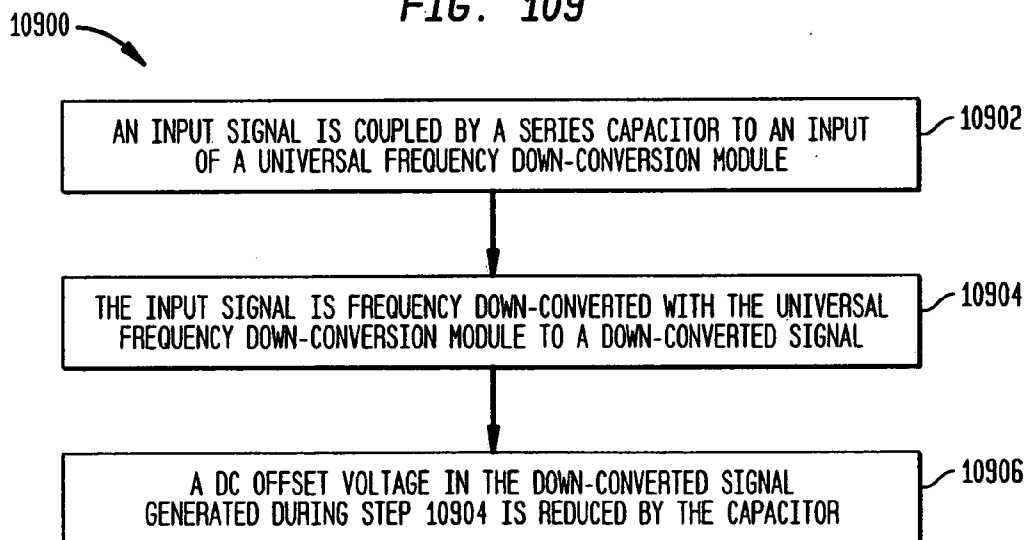 FIG. 109
10900
AN INPUT SIGNAL IS COUPLED BY A SERIES CAPACITOR TO AN INPUT
OF A UNIVERSAL FREQUENCY DOWN-CONVERSION MODULE
10902
THE INPUT SIGNAL IS FREQUENCY DOWN-CONVERTED WITH THE UNIVERSAL
FREQUENCY DOWN-CONVERSION MODULE TO A DOWN-CONVERTED SIGNAL
10904
A DC OFFSET VOLTAGE IN THE DOWN-CONVERTED SIGNAL
GENERATED DURING STEP 10904 IS REDUCED BY THE CAPACITOR
10906